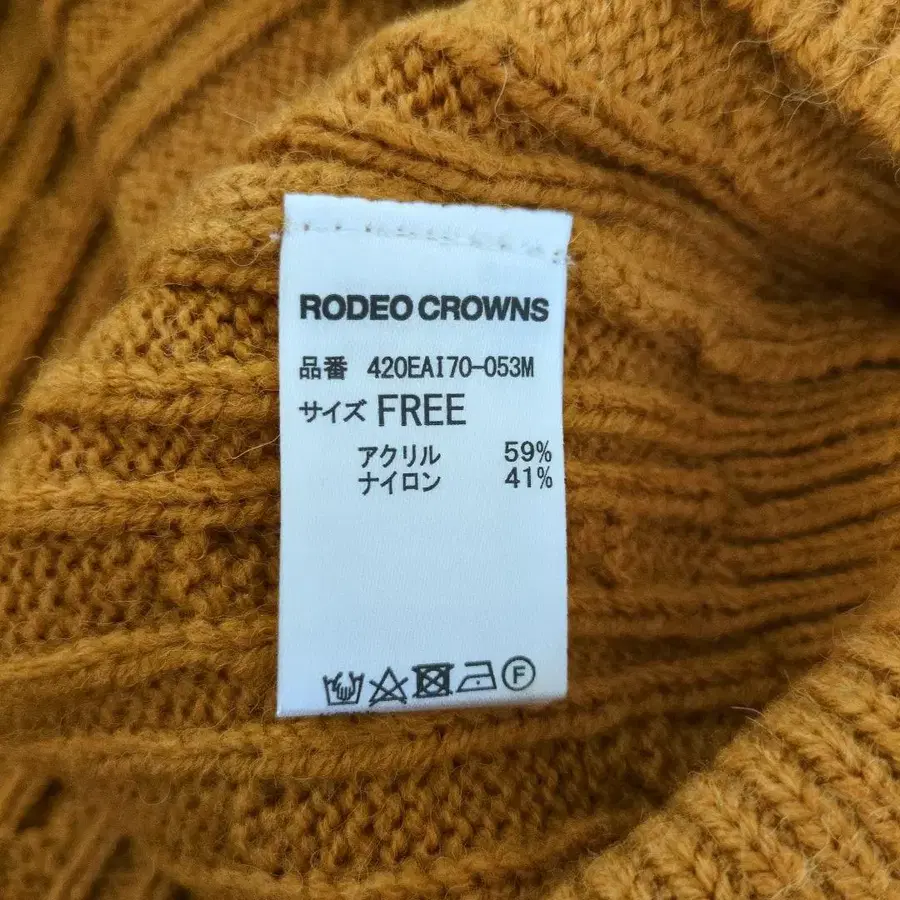 RODEO CROWNS
品番 420EAI70-053M
サイズ FREE
アクリル 59%
ナイロン 41%
F